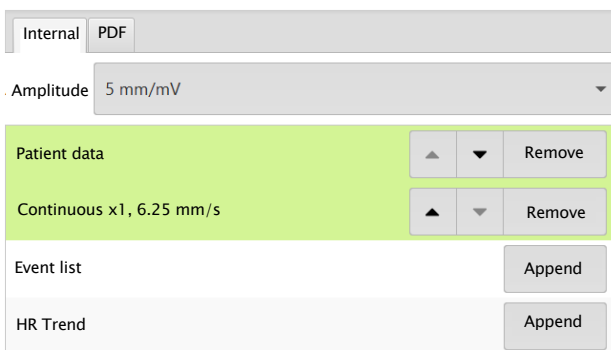 Internal PDF
Amplitude 5 mm/mV
Patient data Remove
Continuous x1, 6.25 mm/s Remove
Event list Append
HR Trend Append